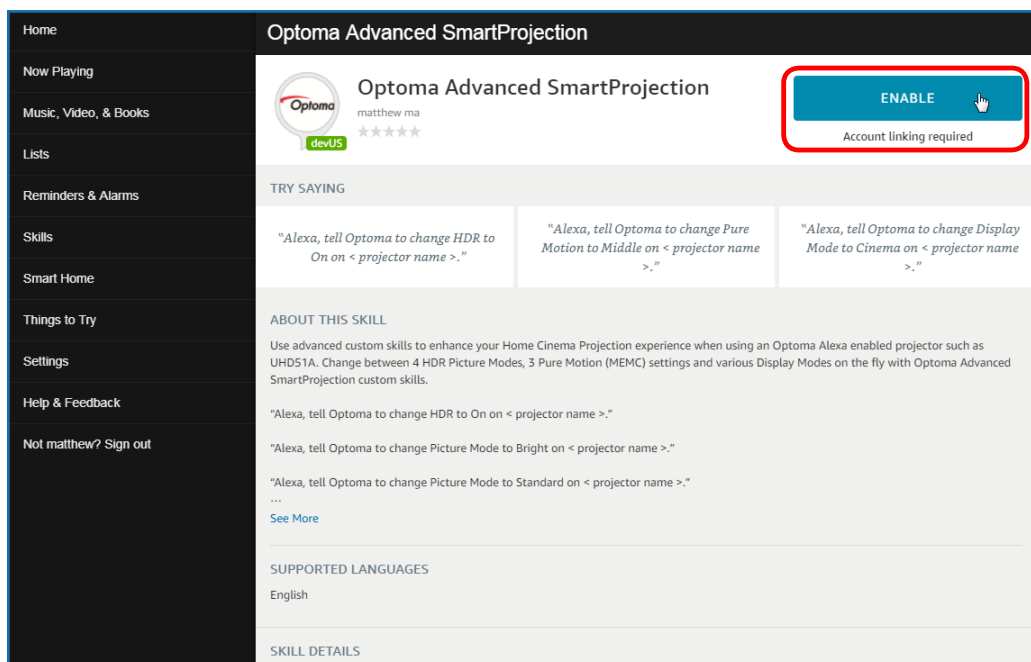 Home
Now Playing
Music, Video, & Books
Lists
Reminders & Alarms
Skills
Smart Home
Things to Try
Settings
Help & Feedback
Not matthew? Sign out
Optoma Advanced SmartProjection
Optoma
devUS
Optoma Advanced SmartProjection
matthew ma
ENABLE
Account linking required
TRY SAYING
"Alexa, tell Optoma to change HDR to
On on < projector name >."
"Alexa, tell Optoma to change Pure
Motion to Middle on < projector name
>."
"Alexa, tell Optoma to change Display
Mode to Cinema on < projector name
>."
ABOUT THIS SKILL
Use advanced custom skills to enhance your Home Cinema Projection experience when using an Optoma Alexa enabled projector such as
UHD51A. Change between 4 HDR Picture Modes, 3 Pure Motion (MEMC) settings and various Display Modes on the fly with Optoma Advanced
SmartProjection custom skills.
“Alexa, tell Optoma to change HDR to On on < projector name >.”
“Alexa, tell Optoma to change Picture Mode to Bright on < projector name >.”
“Alexa, tell Optoma to change Picture Mode to Standard on < projector name >.”
...
See More
SUPPORTED LANGUAGES
English
SKILL DETAILS